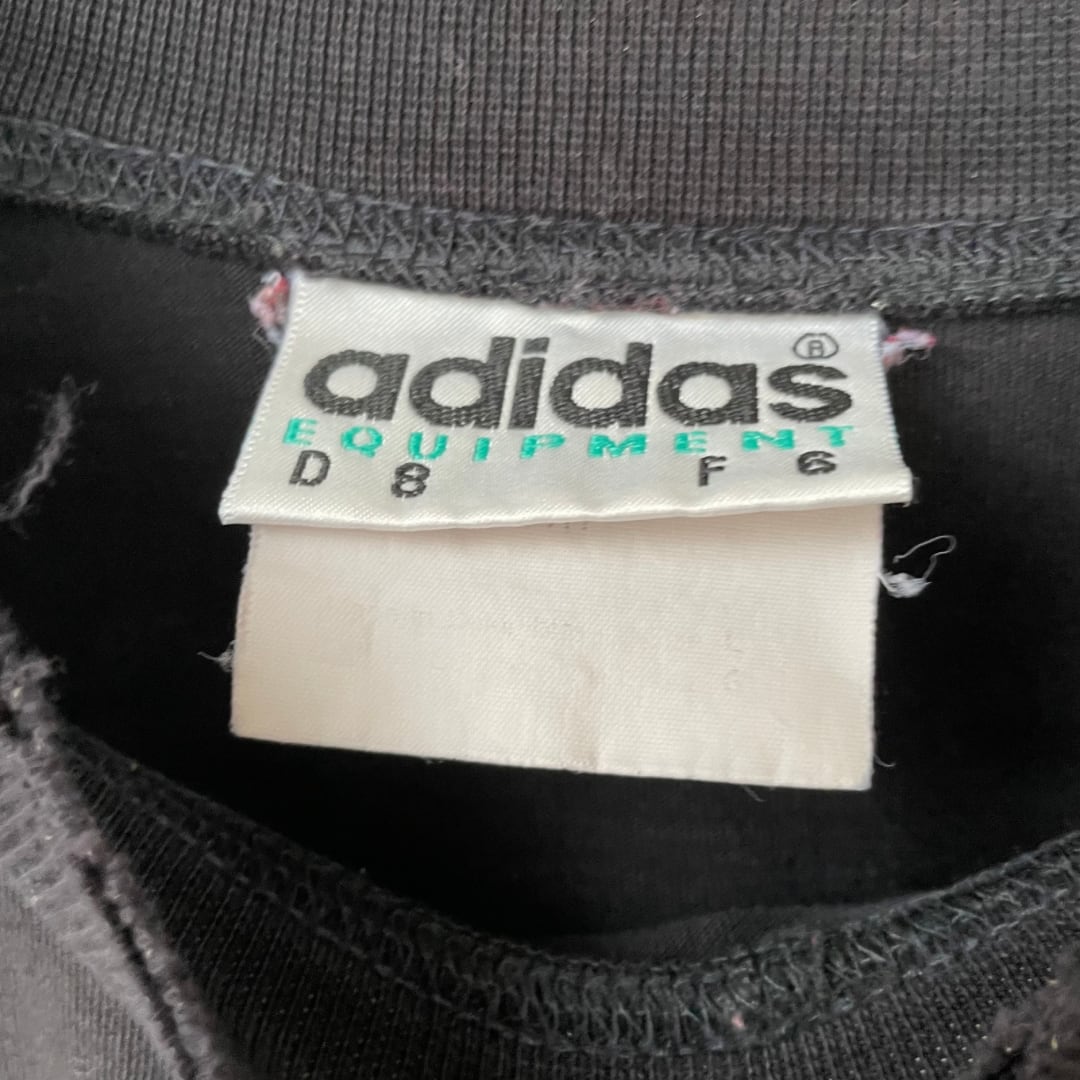 adidas®
EQUIPMENT
D 8 F 6